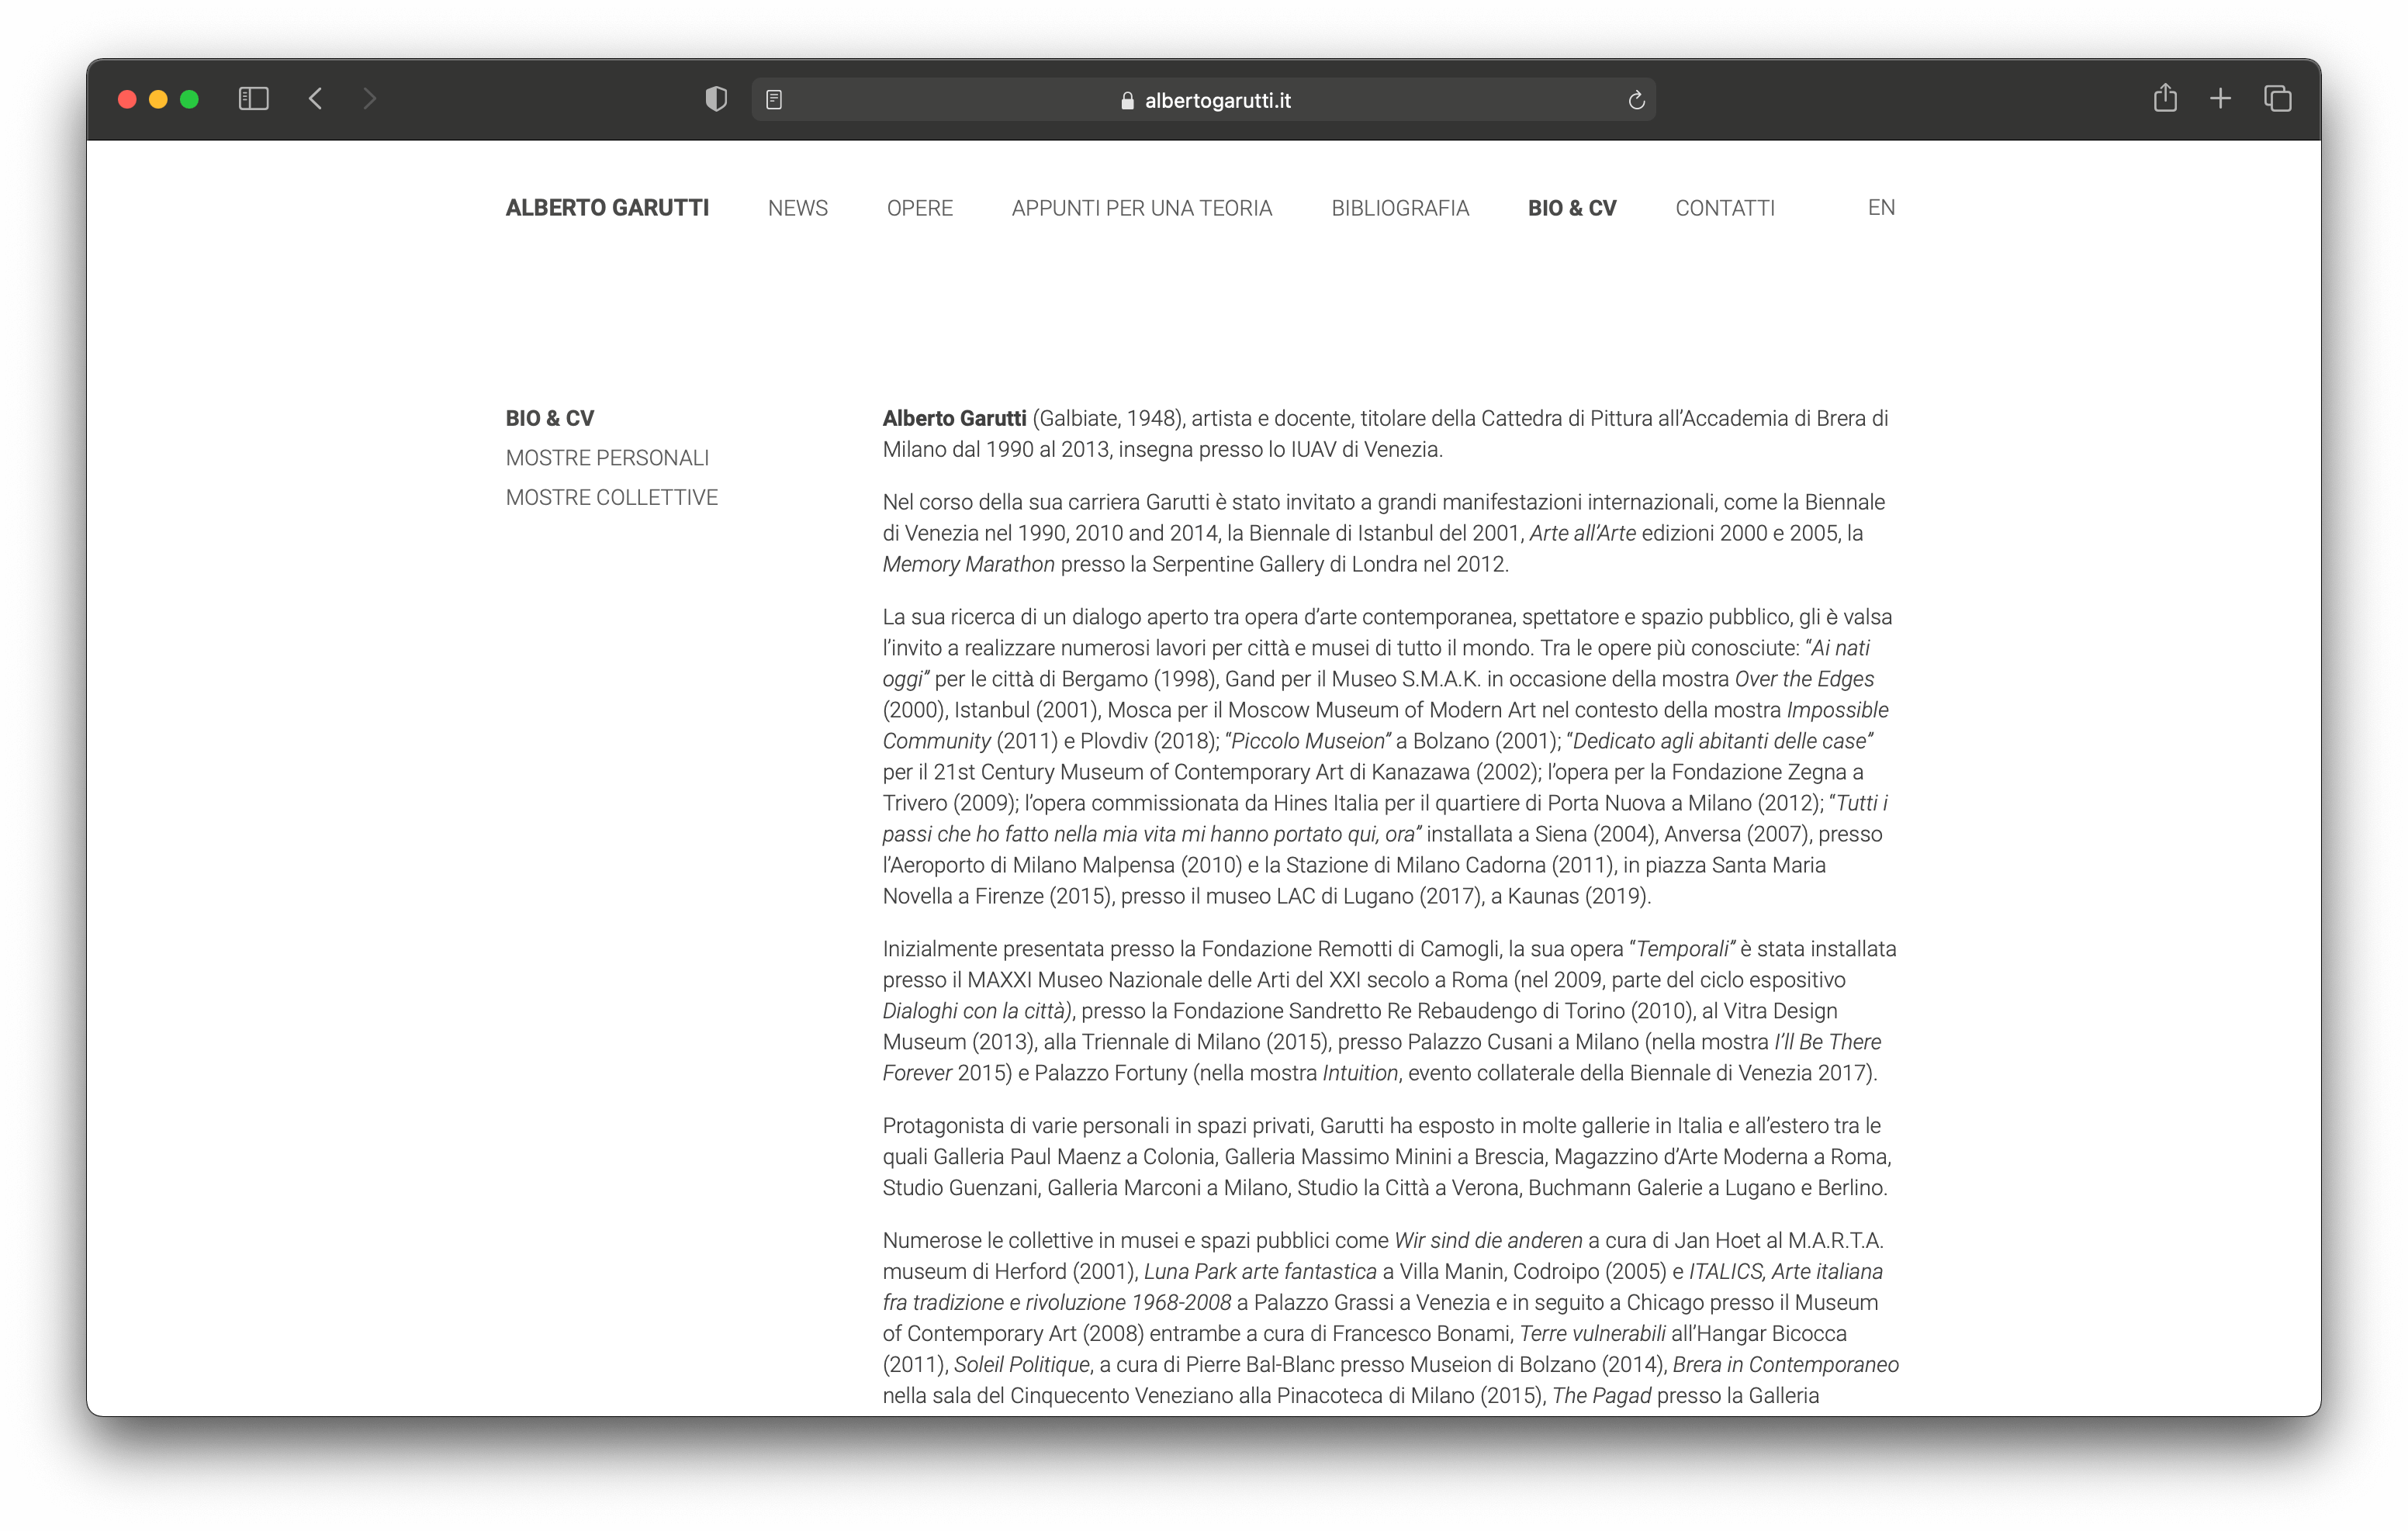 albertogarutti.it
ALBERTO GARUTTI NEWS OPERE APPUNTI PER UNA TEORIA BIBLIOGRAFIA BIO & CV CONTATTI EN
BIO & CV
MOSTRE PERSONALI
MOSTRE COLLETTIVE
Alberto Garutti (Galbiate, 1948), artista e docente, titolare della Cattedra di Pittura all’Accademia di Brera di
Milano dal 1990 al 2013, insegna presso lo IUAV di Venezia.
Nel corso della sua carriera Garutti è stato invitato a grandi manifestazioni internazionali, come la Biennale
di Venezia nel 1990, 2010 and 2014, la Biennale di Istanbul del 2001, Arte all’Arte edizioni 2000 e 2005, la
Memory Marathon presso la Serpentine Gallery di Londra nel 2012.
La sua ricerca di un dialogo aperto tra opera d’arte contemporanea, spettatore e spazio pubblico, gli è valsa
l’invito a realizzare numerosi lavori per città e musei di tutto il mondo. Tra le opere più conosciute: “Ai nati
oggi” per le città di Bergamo (1998), Gand per il Museo S.M.A.K. in occasione della mostra Over the Edges
(2000), Istanbul (2001), Mosca per il Moscow Museum of Modern Art nel contesto della mostra Impossible
Community (2011) e Plovdiv (2018); “Piccolo Museion” a Bolzano (2001); “Dedicato agli abitanti delle case”
per il 21st Century Museum of Contemporary Art di Kanazawa (2002); l’opera per la Fondazione Zegna a
Trivero (2009); l’opera commissionata da Hines Italia per il quartiere di Porta Nuova a Milano (2012); “Tutti i
passi che ho fatto nella mia vita mi hanno portato qui, ora” installata a Siena (2004), Anversa (2007), presso
l’Aeroporto di Milano Malpensa (2010) e la Stazione di Milano Cadorna (2011), in piazza Santa Maria
Novella a Firenze (2015), presso il museo LAC di Lugano (2017), a Kaunas (2019).
Inizialmente presentata presso la Fondazione Remotti di Camogli, la sua opera “Temporali” è stata installata
presso il MAXXI Museo Nazionale delle Arti del XXI secolo a Roma (nel 2009, parte del ciclo espositivo
Dialoghi con la città), presso la Fondazione Sandretto Re Rebaudengo di Torino (2010), al Vitra Design
Museum (2013), alla Triennale di Milano (2015), presso Palazzo Cusani a Milano (nella mostra I’ll Be There
Forever 2015) e Palazzo Fortuny (nella mostra Intuition, evento collaterale della Biennale di Venezia 2017).
Protagonista di varie personali in spazi privati, Garutti ha esposto in molte gallerie in Italia e all’estero tra le
quali Galleria Paul Maenz a Colonia, Galleria Massimo Minini a Brescia, Magazzino d’Arte Moderna a Roma,
Studio Guenzani, Galleria Marconi a Milano, Studio la Città a Verona, Buchmann Galerie a Lugano e Berlino.
Numerose le collettive in musei e spazi pubblici come Wir sind die anderen a cura di Jan Hoet al M.A.R.T.A.
museum di Herford (2001), Luna Park arte fantastica a Villa Manin, Codroipo (2005) e ITALICS, Arte italiana
fra tradizione e rivoluzione 1968-2008 a Palazzo Grassi a Venezia e in seguito a Chicago presso il Museum
of Contemporary Art (2008) entrambe a cura di Francesco Bonami, Terre vulnerabili all’Hangar Bicocca
(2011), Soleil Politique, a cura di Pierre Bal-Blanc presso Museion di Bolzano (2014), Brera in Contemporaneo
nella sala del Cinquecento Veneziano alla Pinacoteca di Milano (2015), The Pagad presso la Galleria